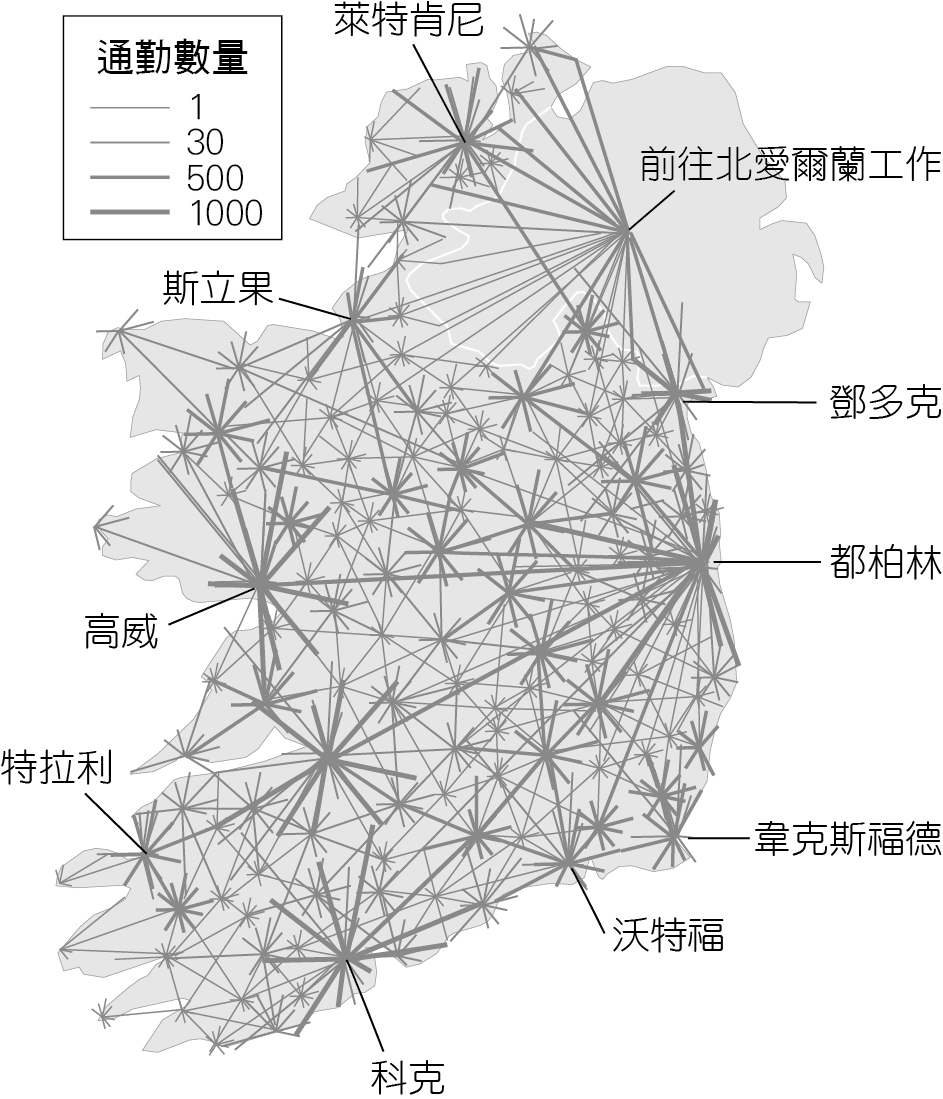 萊特肯尼
通勤數量
1
30
500
1000
前往北愛爾蘭工作
斯立果
鄧多克
都柏林
高威
特拉利
韋克斯福德
沃特福
科克